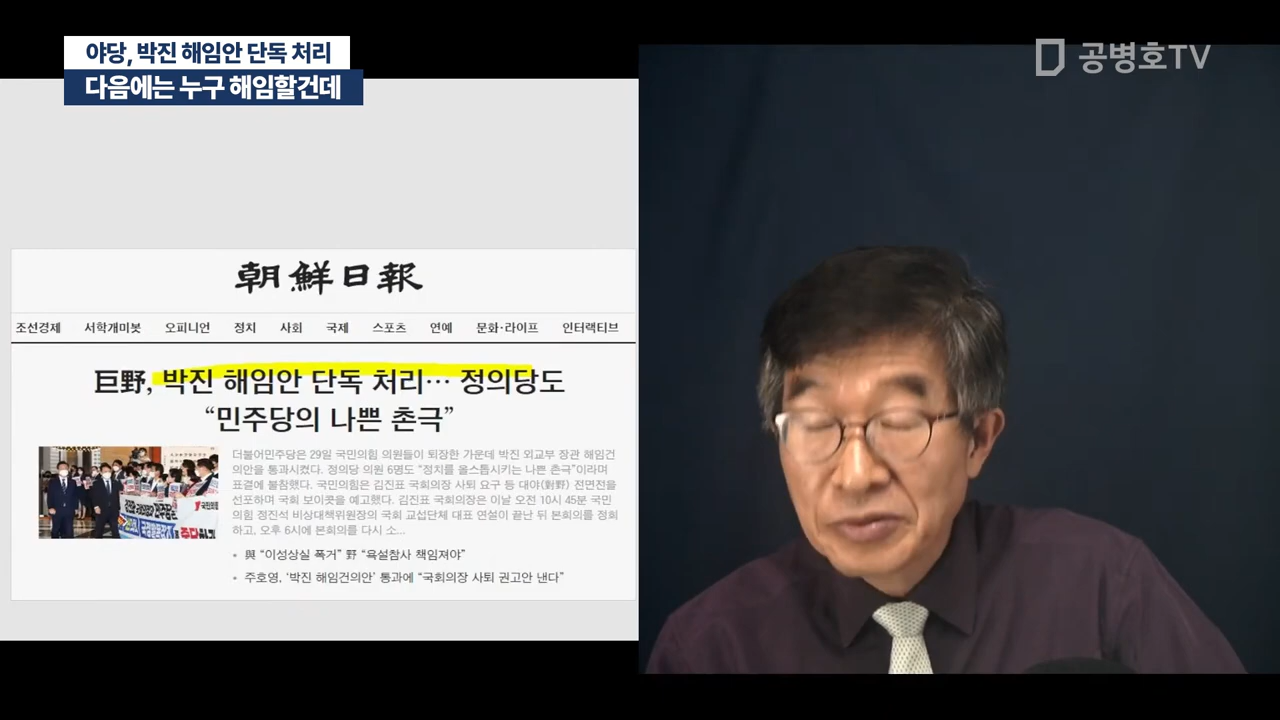 야당, 박진 해임안 단독 처리
다음에는 누구 해임할건데
공병호TV
朝鮮日報
조선경제 서학개미봇 오피니언 정치 사회 국제 스포츠 연예 문화·라이프 인터랙티브
巨野, 박진 해임안 단독 처리… 정의당도
“민주당의 나쁜 촌극”
더불어민주당은 29일 국민의힘 의원들이 퇴장한 가운데 박진 외교부 장관 해임건
의안을 통과시켰다. 정의당 의원 6명도 “정치를 올스톱시키는 나쁜 촌극”이라며
표결에 불참했다. 국민의힘은 김진표 국회의장 사퇴 요구 등 대야(對野) 전면전을
선포하며 국회 보이콧을 예고했다. 김진표 국회의장은 이날 오전 10시 45분 국민
의힘 정진석 비상대책위원장의 국회 교섭단체 대표 연설이 끝난 뒤 본회의를 정회
하고, 오후 6시에 본회의를 다시 소...
與 “이성상실 폭거” 野 “욕설참사 책임져야”
주호영, ‘박진 해임건의안’ 통과에 “국회의장 사퇴 권고안 낸다”